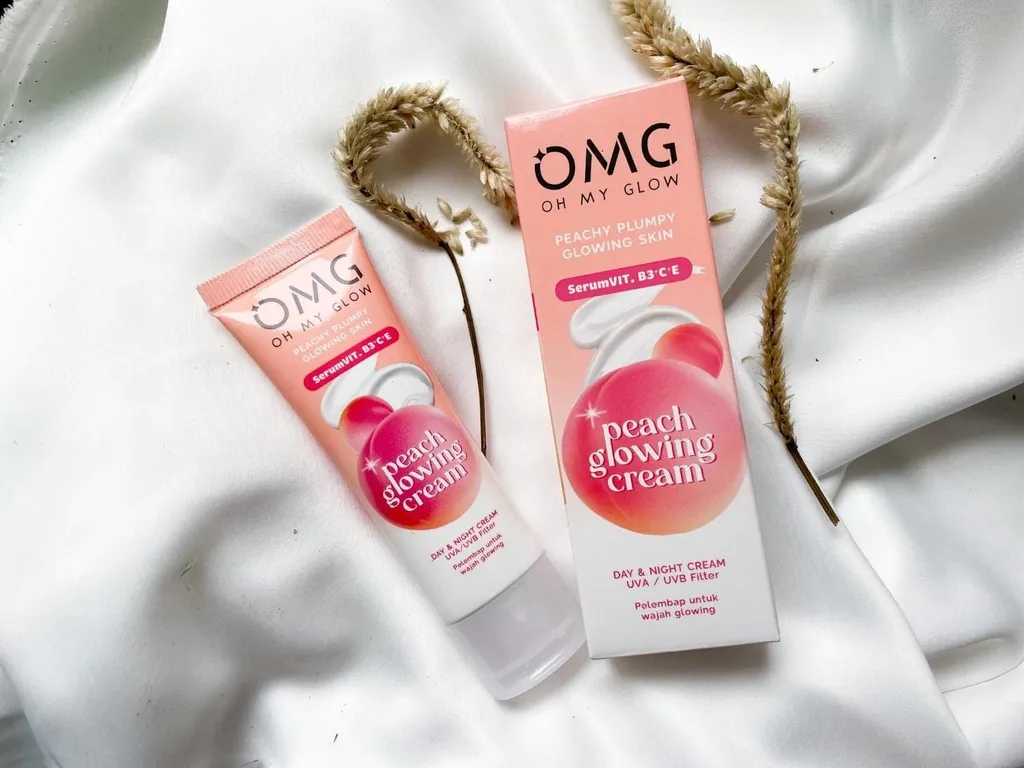 OMG
OH MY GLOW
PEACHY PLUMPY
GLOWING SKIN
SerumVIT. B3+C+E
peach
glowing
cream
DAY & NIGHT CREAM
UVA/UVB Filter
Pelembap untuk
wajah glowing
OMG
OH MY GLOW
PEACHY PLUMPY
GLOWING SKIN
SerumVIT. B3+C+E
peach
glowing
cream
DAY & NIGHT CREAM
UVA / UVB Filter
Pelembap untuk
wajah glowing